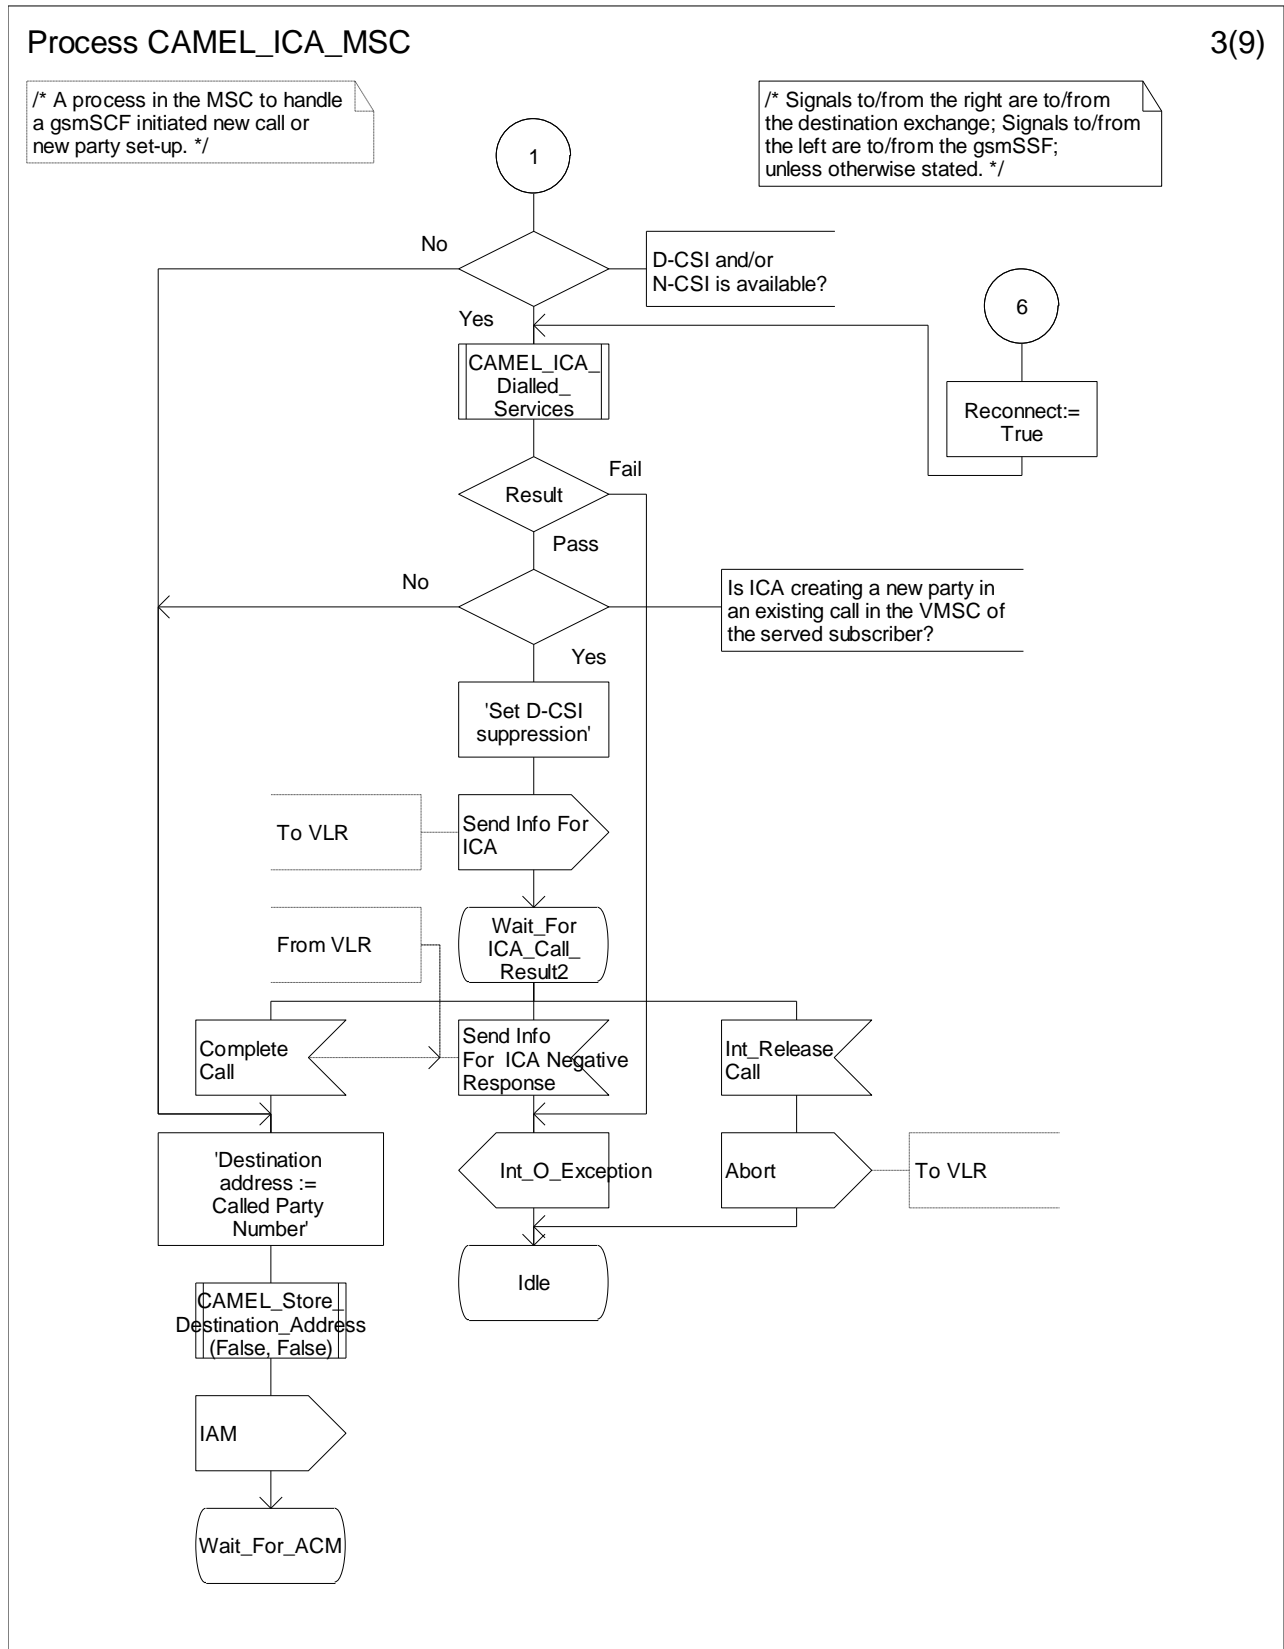 Process CAMEL_ICA_MSC
3(9)
/* A process in the MSC to handle
a gsmSCF initiated new call or
new party set-up. */
/* Signals to/from the right are to/from
the destination exchange; Signals to/from
the left are to/from the gsmSSF;
unless otherwise stated. */
1
No
D-CSI and/or
N-CSI is available?
6
Yes
CAMEL_ICA_
Dialled_
Services
Reconnect:=
True
Fail
Result
Pass
No
Is ICA creating a new party in
an existing call in the VMSC of
the served subscriber?
Yes
'Set D-CSI
suppression'
To VLR
Send Info For
ICA
From VLR
Wait_For
ICA_Call_
Result2
Complete
Call
Send Info
For ICA Negative
Response
Int_Release
Call
'Destination
address :=
Called Party
Number'
Int_O_Exception
Abort
To VLR
Idle
CAMEL_Store_
Destination_Address
(False, False)
IAM
Wait_For_ACM